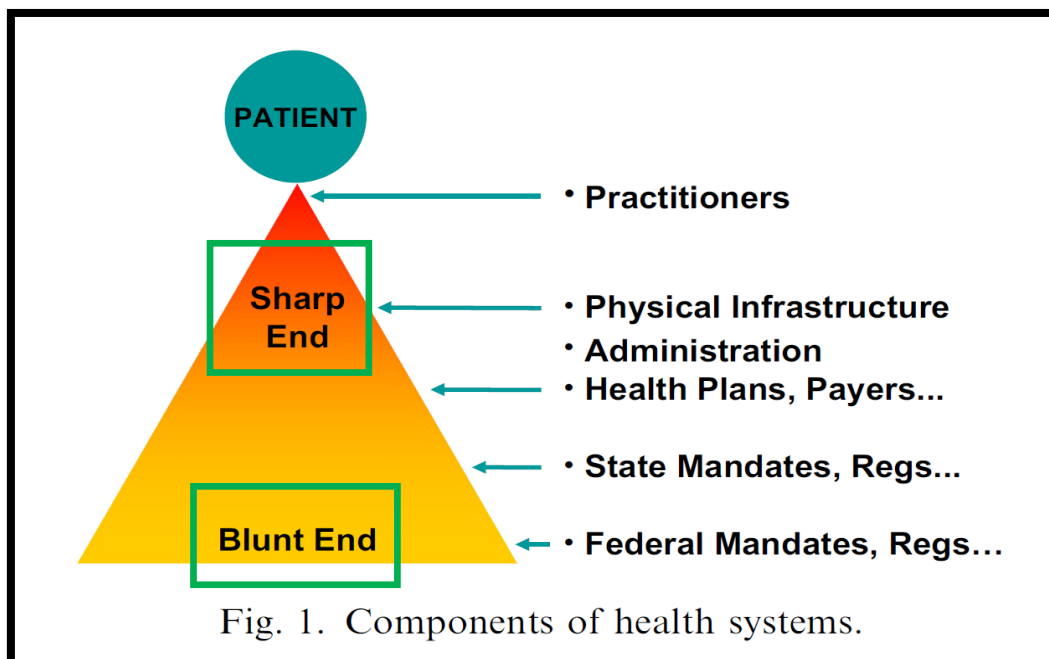 PATIENT
• Practitioners
Sharp
End
• Physical Infrastructure
• Administration
• Health Plans, Payers...
• State Mandates, Regs...
Blunt End
• Federal Mandates, Regs...
Fig. 1. Components of health systems.